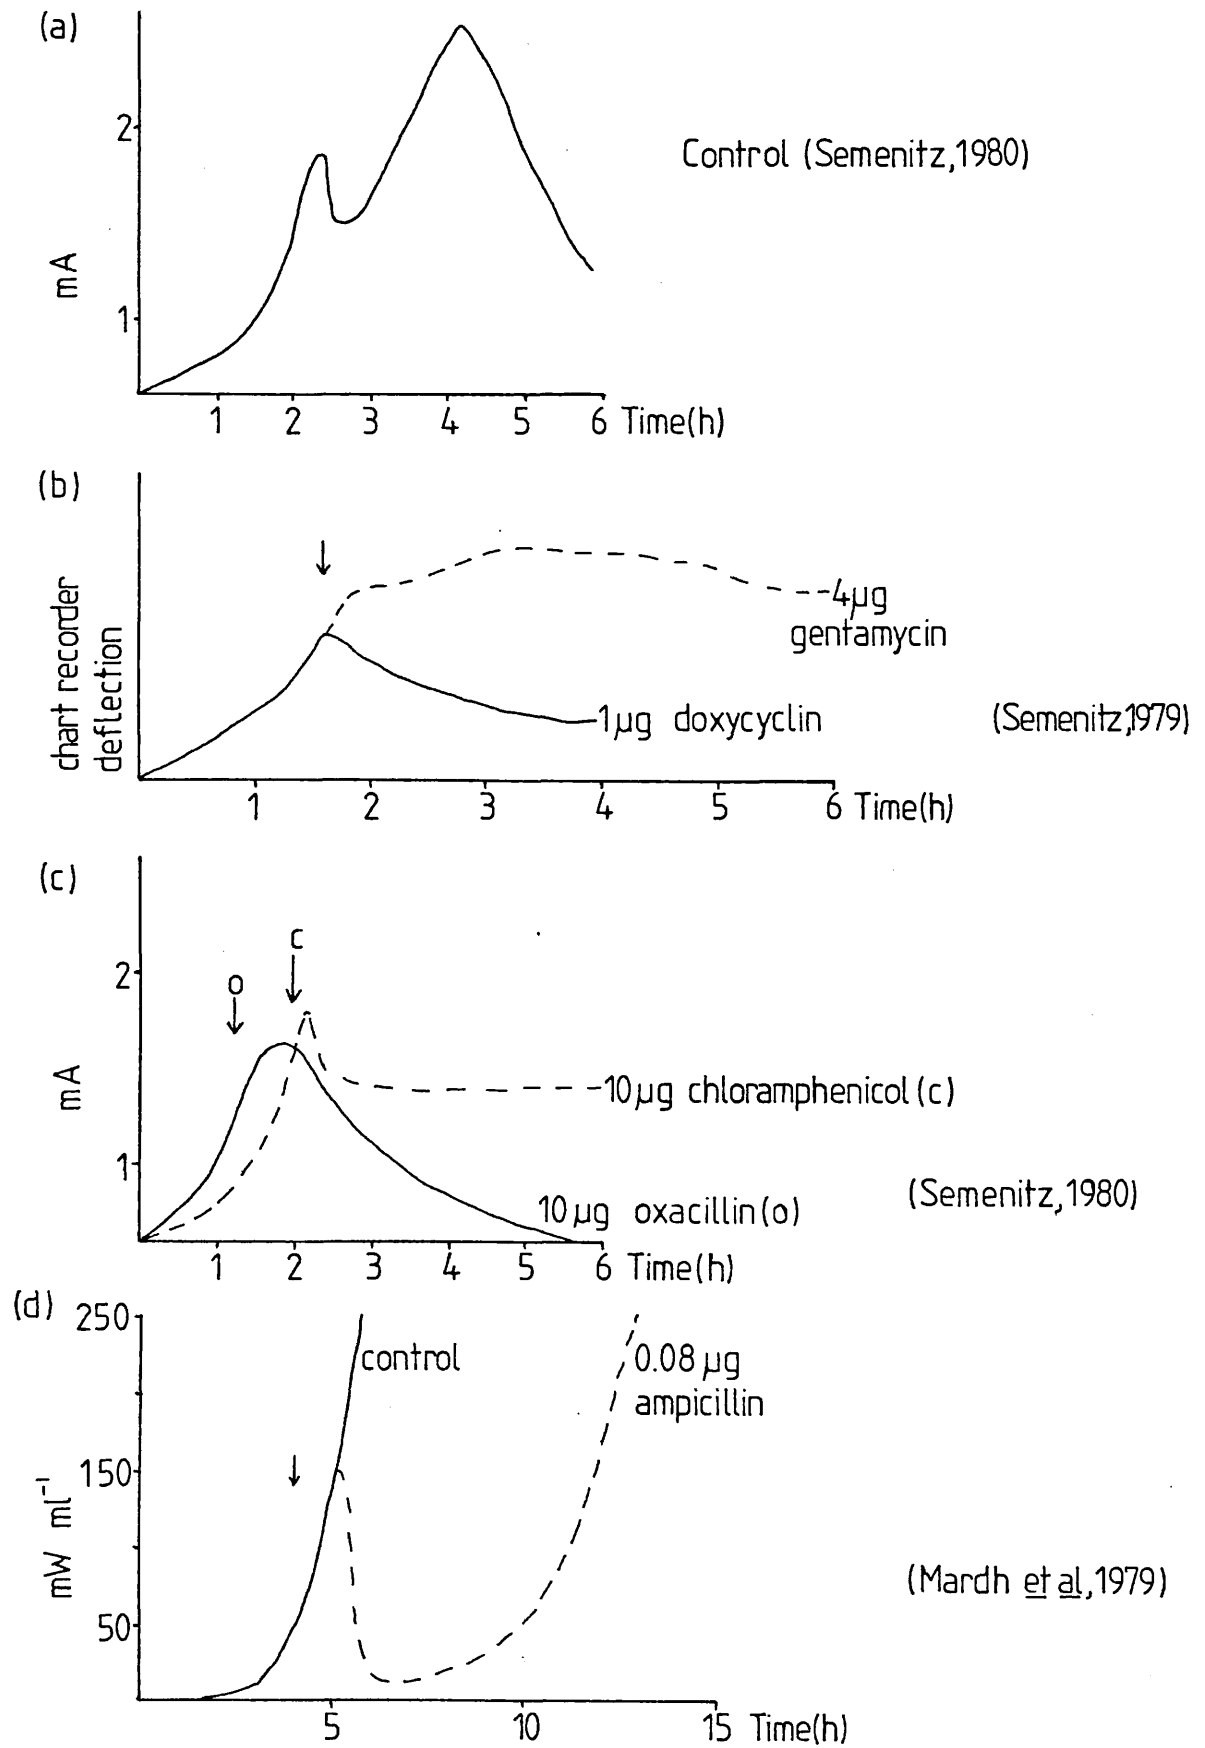 (a)
2
1
mA
Control (Semenitz,1980)
1 2 3 4 5 6 Time(h)
(b)
chart recorder
deflection
4µg
gentamycin
1µg doxycyclin
(Semenitz,1979)
1 2 3 4 5 6 Time(h)
(c)
2
1
mA
o
c
10µg chloramphenicol (c)
10µg oxacillin (o)
(Semenitz,1980)
1 2 3 4 5 6 Time(h)
(d)
250
150
50
mW ml⁻¹
control
0.08 µg
ampicillin
(Mardh et al,1979)
5 10 15 Time(h)